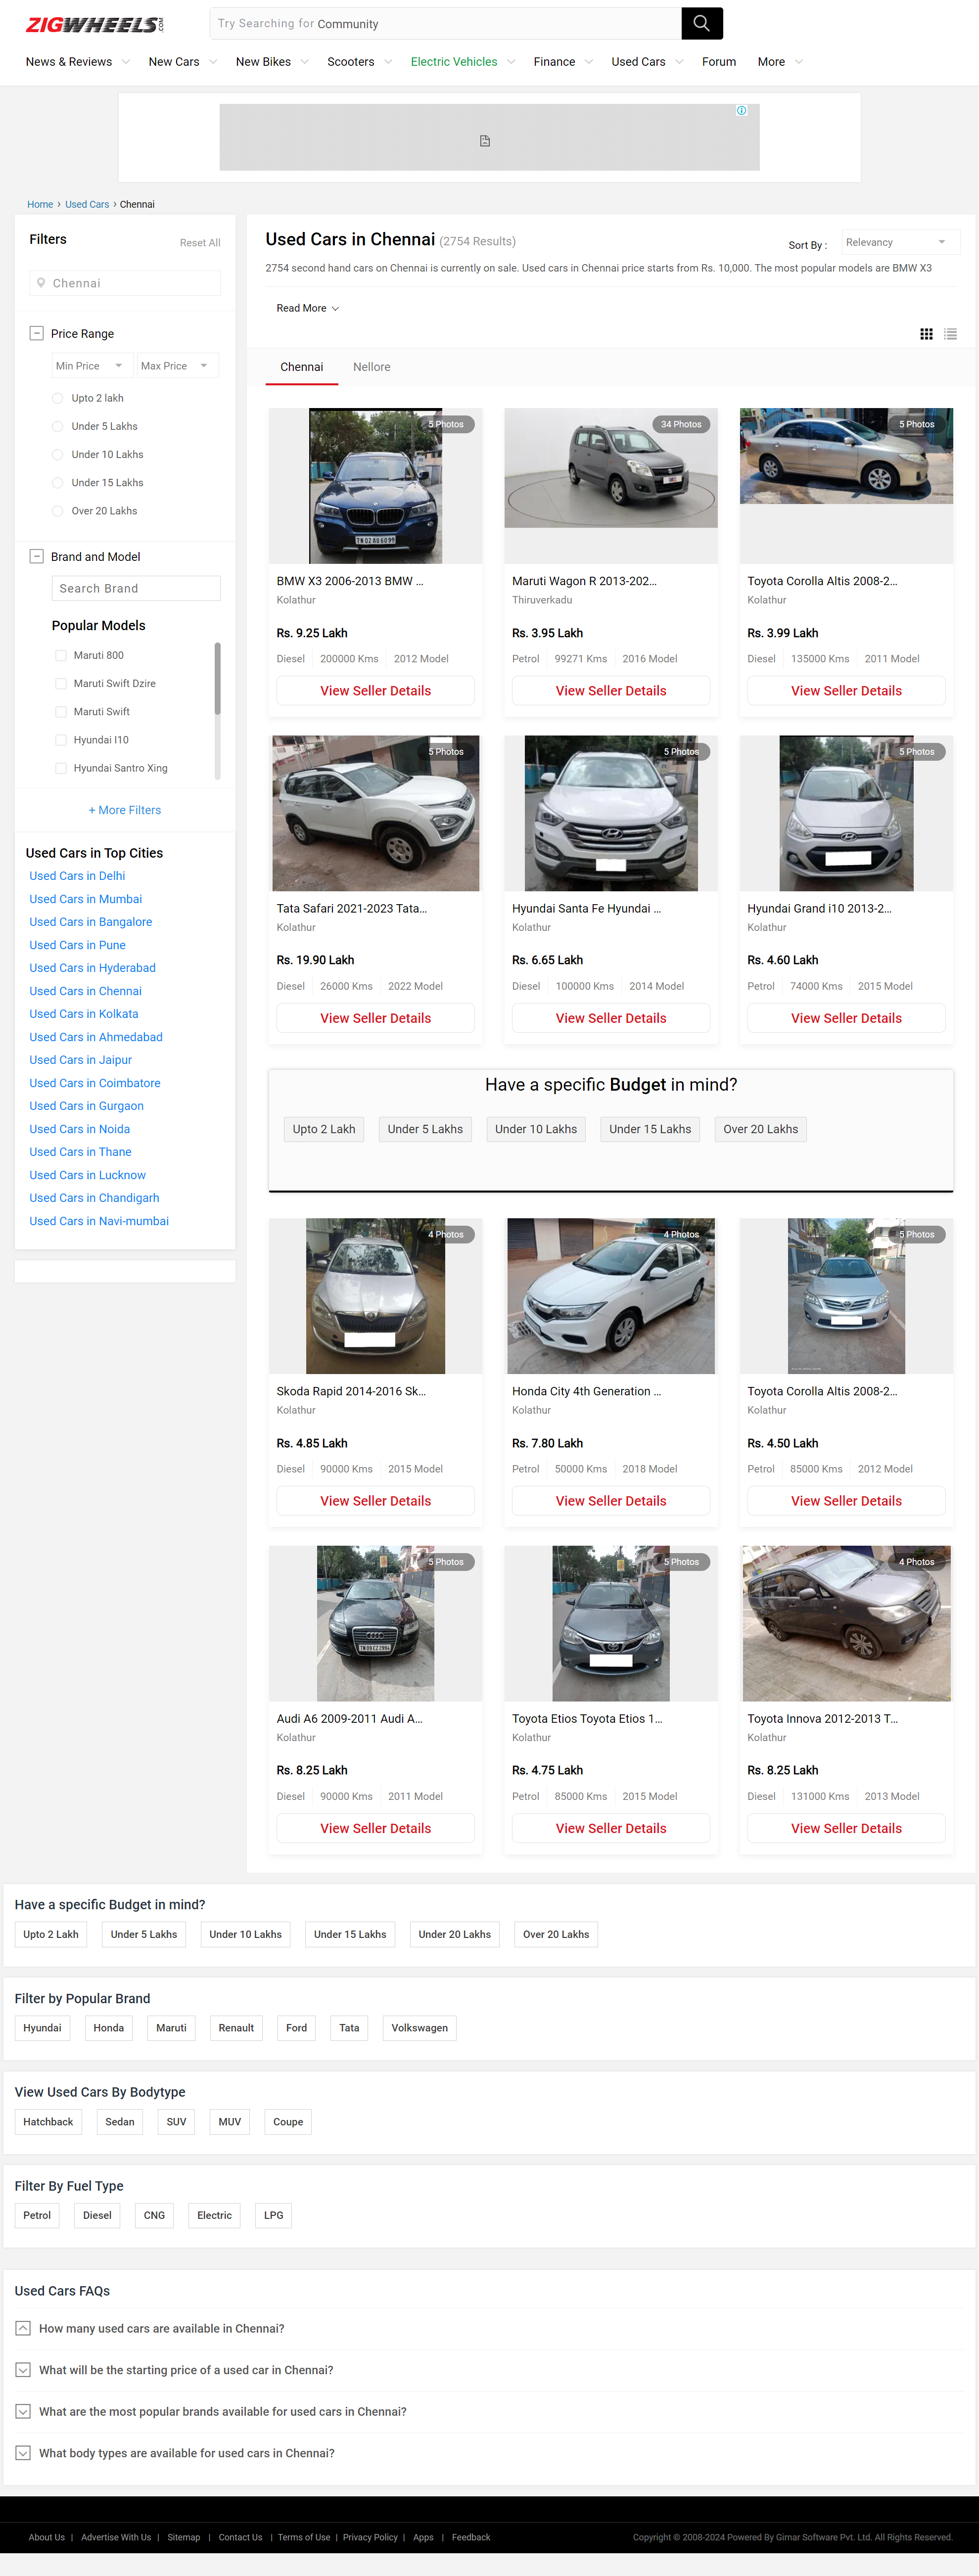 ZIGWHEELS.COM
Try Searching for Community
News & Reviews
New Cars
New Bikes
Scooters
Electric Vehicles
Finance
Used Cars
Forum
More
Home › Used Cars › Chennai
Filters
Reset All
Chennai
Price Range
Min Price
Max Price
Upto 2 lakh
Under 5 Lakhs
Under 10 Lakhs
Under 15 Lakhs
Over 20 Lakhs
Brand and Model
Search Brand
Popular Models
Maruti 800
Maruti Swift Dzire
Maruti Swift
Hyundai I10
Hyundai Santro Xing
+ More Filters
Used Cars in Top Cities
Used Cars in Delhi
Used Cars in Mumbai
Used Cars in Bangalore
Used Cars in Pune
Used Cars in Hyderabad
Used Cars in Chennai
Used Cars in Kolkata
Used Cars in Ahmedabad
Used Cars in Jaipur
Used Cars in Coimbatore
Used Cars in Gurgaon
Used Cars in Noida
Used Cars in Thane
Used Cars in Lucknow
Used Cars in Chandigarh
Used Cars in Navi-mumbai
Used Cars in Chennai (2754 Results)
Sort By :
Relevancy
2754 second hand cars on Chennai is currently on sale. Used cars in Chennai price starts from Rs. 10,000. The most popular models are BMW X3
Read More
Chennai
Nellore
5 Photos
TN 02 AU 6099
BMW X3 2006-2013 BMW ...
Kolathur
Rs. 9.25 Lakh
Diesel 200000 Kms 2012 Model
View Seller Details
34 Photos
Maruti Wagon R 2013-202...
Thiruverkadu
Rs. 3.95 Lakh
Petrol 99271 Kms 2016 Model
View Seller Details
5 Photos
Toyota Corolla Altis 2008-2...
Kolathur
Rs. 3.99 Lakh
Diesel 135000 Kms 2011 Model
View Seller Details
5 Photos
Tata Safari 2021-2023 Tata...
Kolathur
Rs. 19.90 Lakh
Diesel 26000 Kms 2022 Model
View Seller Details
5 Photos
Hyundai Santa Fe Hyundai ...
Kolathur
Rs. 6.65 Lakh
Diesel 100000 Kms 2014 Model
View Seller Details
5 Photos
Hyundai Grand i10 2013-2...
Kolathur
Rs. 4.60 Lakh
Petrol 74000 Kms 2015 Model
View Seller Details
Have a specific Budget in mind?
Upto 2 Lakh
Under 5 Lakhs
Under 10 Lakhs
Under 15 Lakhs
Over 20 Lakhs
4 Photos
Skoda Rapid 2014-2016 Sk...
Kolathur
Rs. 4.85 Lakh
Diesel 90000 Kms 2015 Model
View Seller Details
4 Photos
Honda City 4th Generation ...
Kolathur
Rs. 7.80 Lakh
Petrol 50000 Kms 2018 Model
View Seller Details
5 Photos
Toyota Corolla Altis 2008-2...
Kolathur
Rs. 4.50 Lakh
Petrol 85000 Kms 2012 Model
View Seller Details
5 Photos
Audi A6 2009-2011 Audi A...
Kolathur
Rs. 8.25 Lakh
Diesel 90000 Kms 2011 Model
View Seller Details
5 Photos
Toyota Etios Toyota Etios 1...
Kolathur
Rs. 4.75 Lakh
Petrol 85000 Kms 2015 Model
View Seller Details
4 Photos
Toyota Innova 2012-2013 T...
Kolathur
Rs. 8.25 Lakh
Diesel 131000 Kms 2013 Model
View Seller Details
Have a specific Budget in mind?
Upto 2 Lakh
Under 5 Lakhs
Under 10 Lakhs
Under 15 Lakhs
Under 20 Lakhs
Over 20 Lakhs
Filter by Popular Brand
Hyundai
Honda
Maruti
Renault
Ford
Tata
Volkswagen
View Used Cars By Bodytype
Hatchback
Sedan
SUV
MUV
Coupe
Filter By Fuel Type
Petrol
Diesel
CNG
Electric
LPG
Used Cars FAQs
How many used cars are available in Chennai?
What will be the starting price of a used car in Chennai?
What are the most popular brands available for used cars in Chennai?
What body types are available for used cars in Chennai?
About Us | Advertise With Us | Sitemap | Contact Us | Terms of Use | Privacy Policy | Apps | Feedback
Copyright © 2008-2024 Powered By Girnar Software Pvt. Ltd. All Rights Reserved.